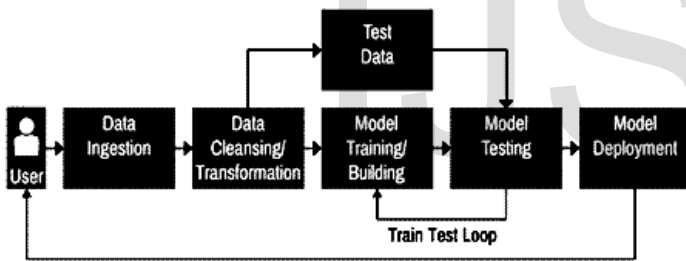 Test
Data
User
Data
Ingestion
Data
Cleansing/
Transformation
Model
Training/
Building
Model
Testing
Model
Deployment
Train Test Loop